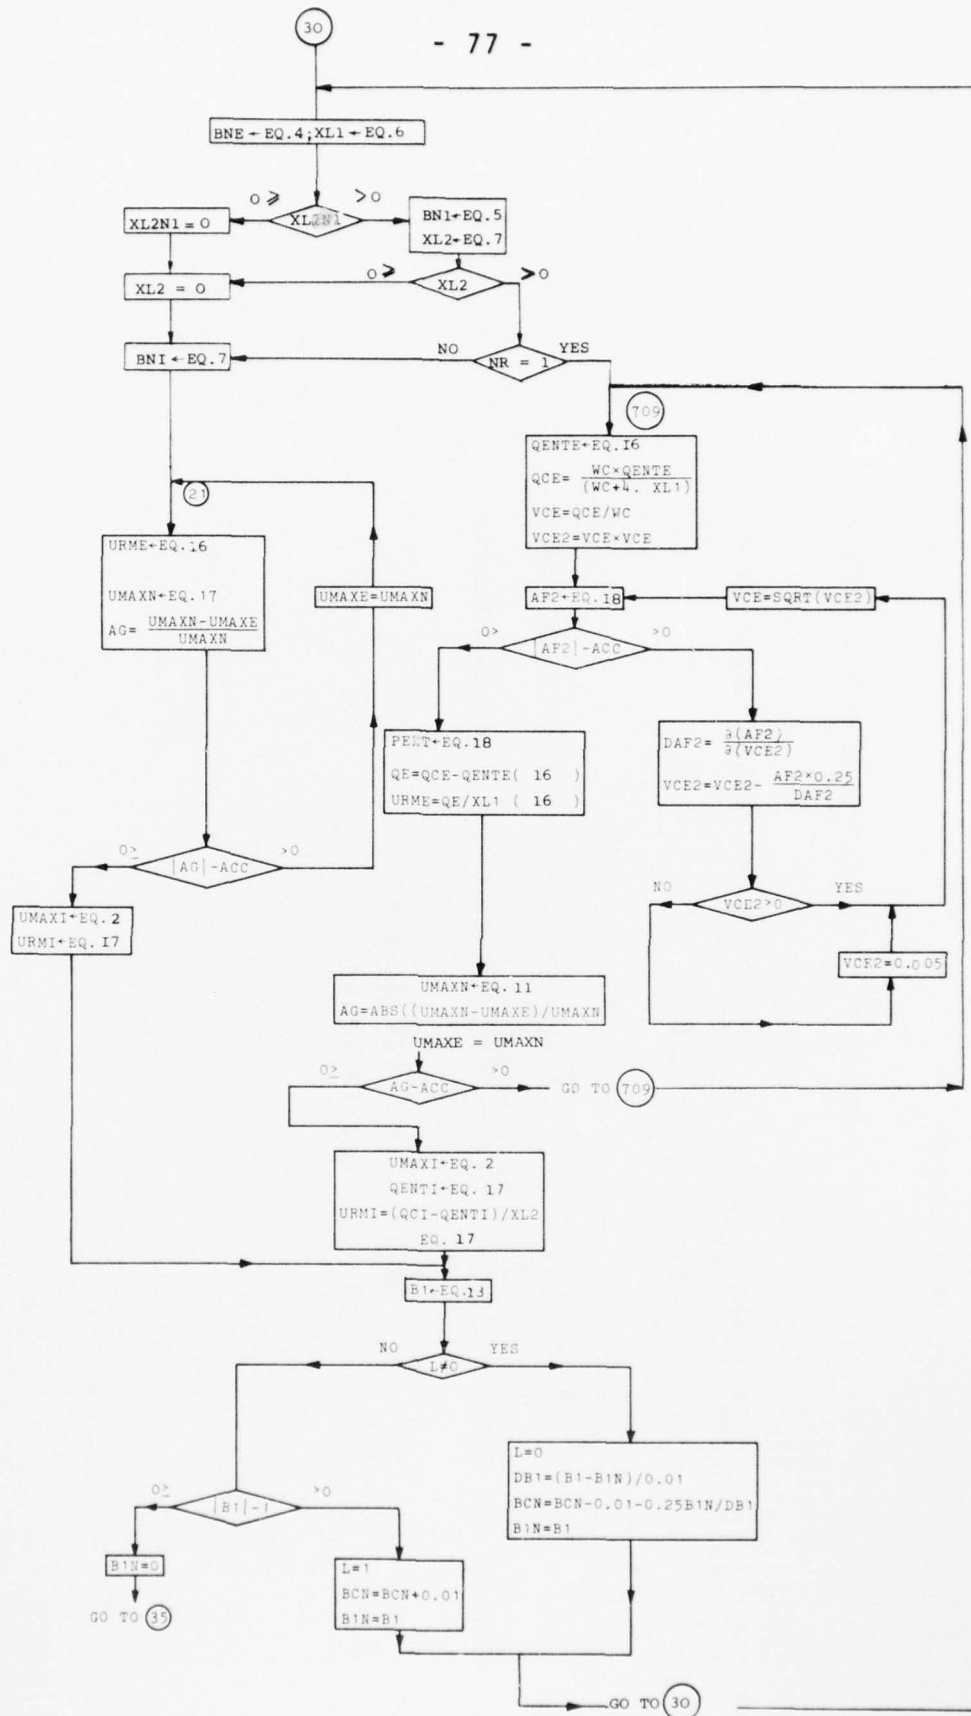 30
- 77 -
BNE←EQ.4;XL1←EQ.6
0 ≥
>0
XL2N1
XL2N1=0
BN1←EQ.5
XL2←EQ.7
0 ≥
>0
XL2
XL2 = 0
NO
YES
NR = 1
BNI←EQ.7
709
QENTE←EQ.16
QCE= WC×QENTE
(WC+4. XL1)
VCE=QCE/WC
VCE2=VCE×VCE
21
URME←EQ.16
UMAXN←EQ.17
AG= UMAXN-UMAXE
UMAXN
UMAXE=UMAXN
AF2←EQ.18
VCE=SQRT(VCE2)
0>
>0
|AF2|-ACC
PEXT←EQ.18
QE=QCE-QENTE( 16 )
URME=QE/XL1 ( 16 )
DAF2= ∂(AF2)
∂(VCE2)
VCE2=VCE2- AF2×0.25
DAF2
0≥
>0
|AG|-ACC
NO
YES
VCE2>0
UMAXI←EQ.2
URMI←EQ.17
VCE2=0.005
UMAXN←EQ.11
AG=ABS((UMAXN-UMAXE)/UMAXN
UMAXE = UMAXN
0≥
>0
AG-ACC
GO TO 709
UMAXI←EQ.2
QENTI←EQ.17
URMI=(QCI-QENTI)/XL2
EQ.17
B1←EQ.13
NO
YES
L≠0
L=0
DB1=(B1-B1N)/0.01
BCN=BCN-0.01-0.25B1N/DB1
B1N=B1
0≥
>0
|B1|-1
B1N=0
L=1
BCN=BCN+0.01
B1N=B1
GO TO 35
GO TO 30